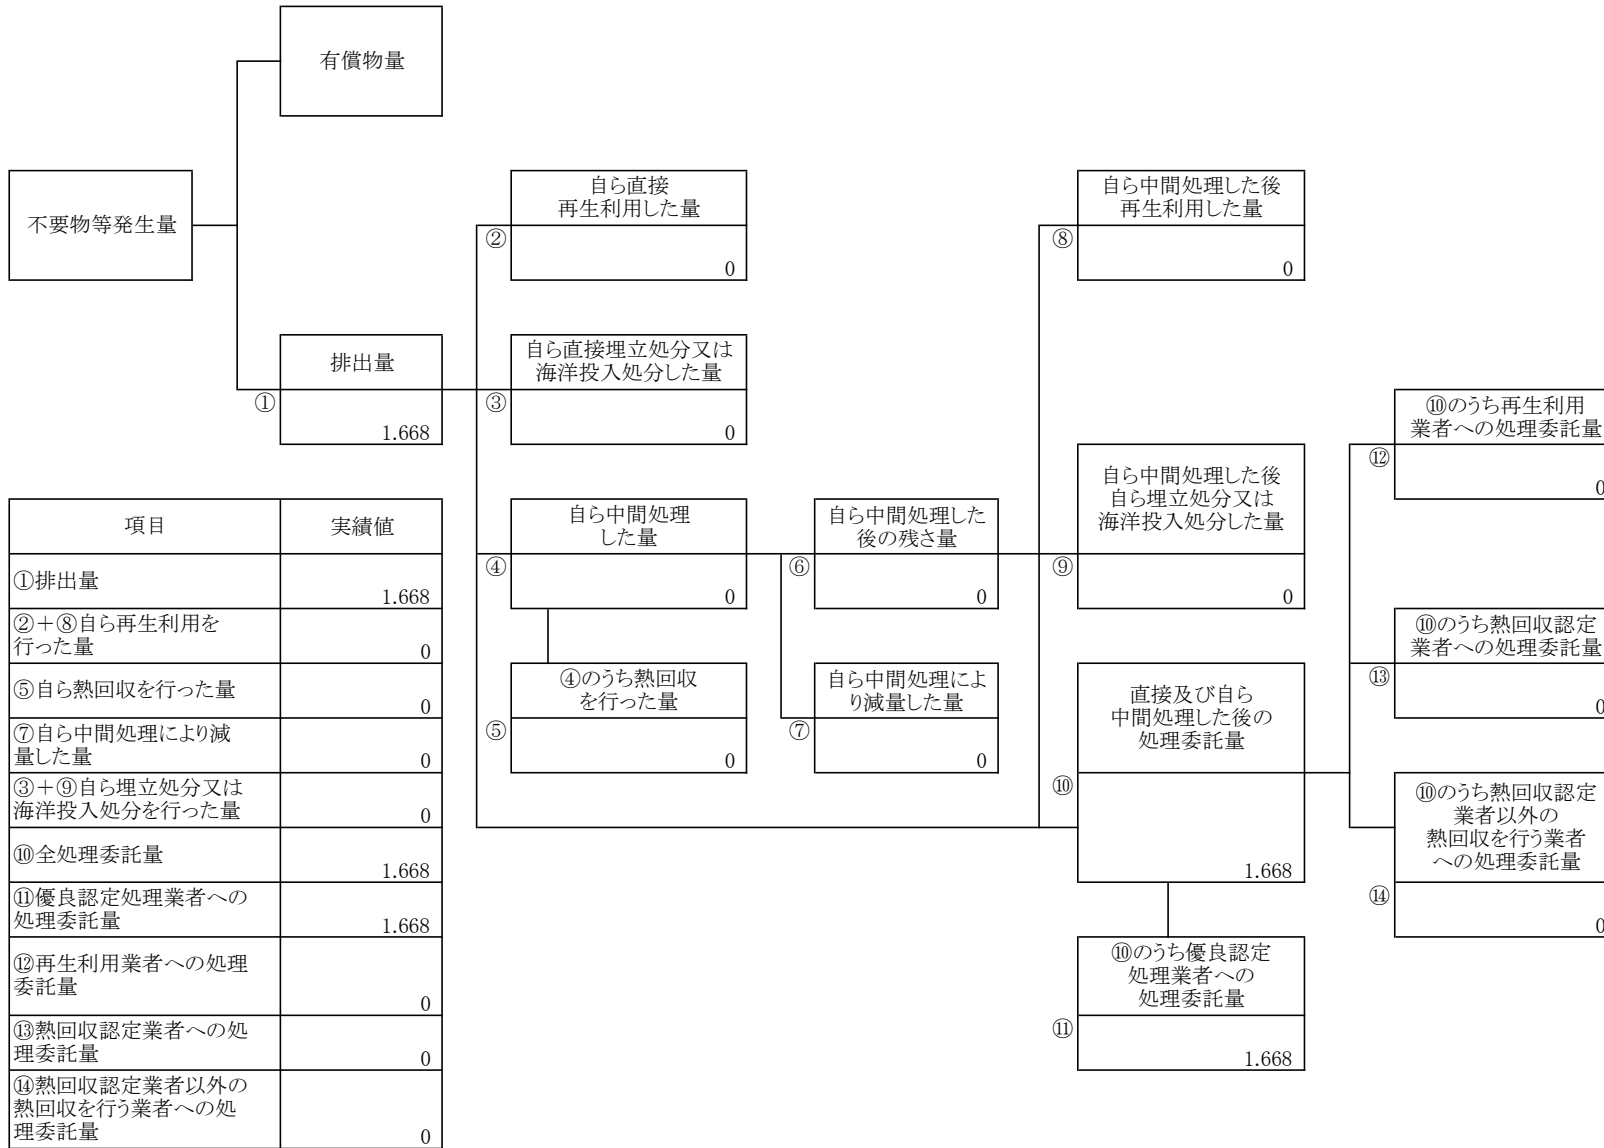 有償物量
不要物等発生量
自ら直接
再生利用した量
②
0
自ら中間処理した後
再生利用した量
⑧
0
排出量
①
1.668
自ら直接埋立処分又は
海洋投入処分した量
③
0
⑩のうち再生利用
業者への処理委託量
⑫
0
自ら中間処理
した量
④
0
自ら中間処理した
後の残さ量
⑥
0
自ら中間処理した後
自ら埋立処分又は
海洋投入処分した量
⑨
0
⑩のうち熱回収認定
業者への処理委託量
⑬
0
④のうち熱回収
を行った量
⑤
0
自ら中間処理によ
り減量した量
⑦
0
直接及び自ら
中間処理した後の
処理委託量
⑩
1.668
⑩のうち熱回収認定
業者以外の
熱回収を行う業者
への処理委託量
⑭
0
⑩のうち優良認定
処理業者への
処理委託量
⑪
1.668
項目 実績値
①排出量
1.668
②+⑧自ら再生利用を
行った量
0
⑤自ら熱回収を行った量
0
⑦自ら中間処理により減
量した量
0
③+⑨自ら埋立処分又は
海洋投入処分を行った量
0
⑩全処理委託量
1.668
⑪優良認定処理業者への
処理委託量
1.668
⑫再生利用業者への処理
委託量
0
⑬熱回収認定業者への処
理委託量
0
⑭熱回収認定業者以外の
熱回収を行う業者への処
理委託量
0